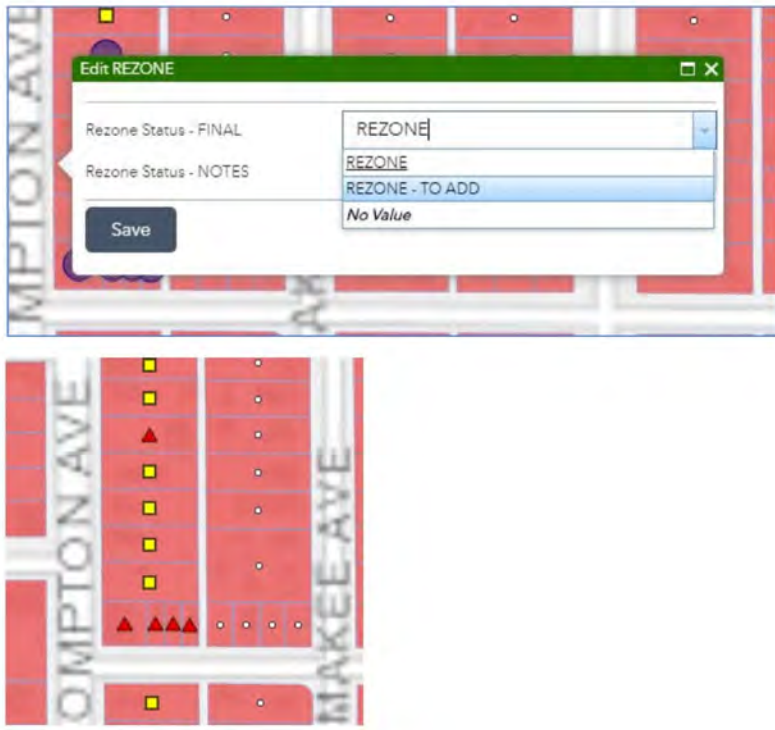 MPTON AVE
Edit REZONE
Rezone Status - FINAL
REZONE
Rezone Status - NOTES
REZONE
REZONE - TO ADD
No Value
Save
AK
OMPTON AVE
MAKEE AVE